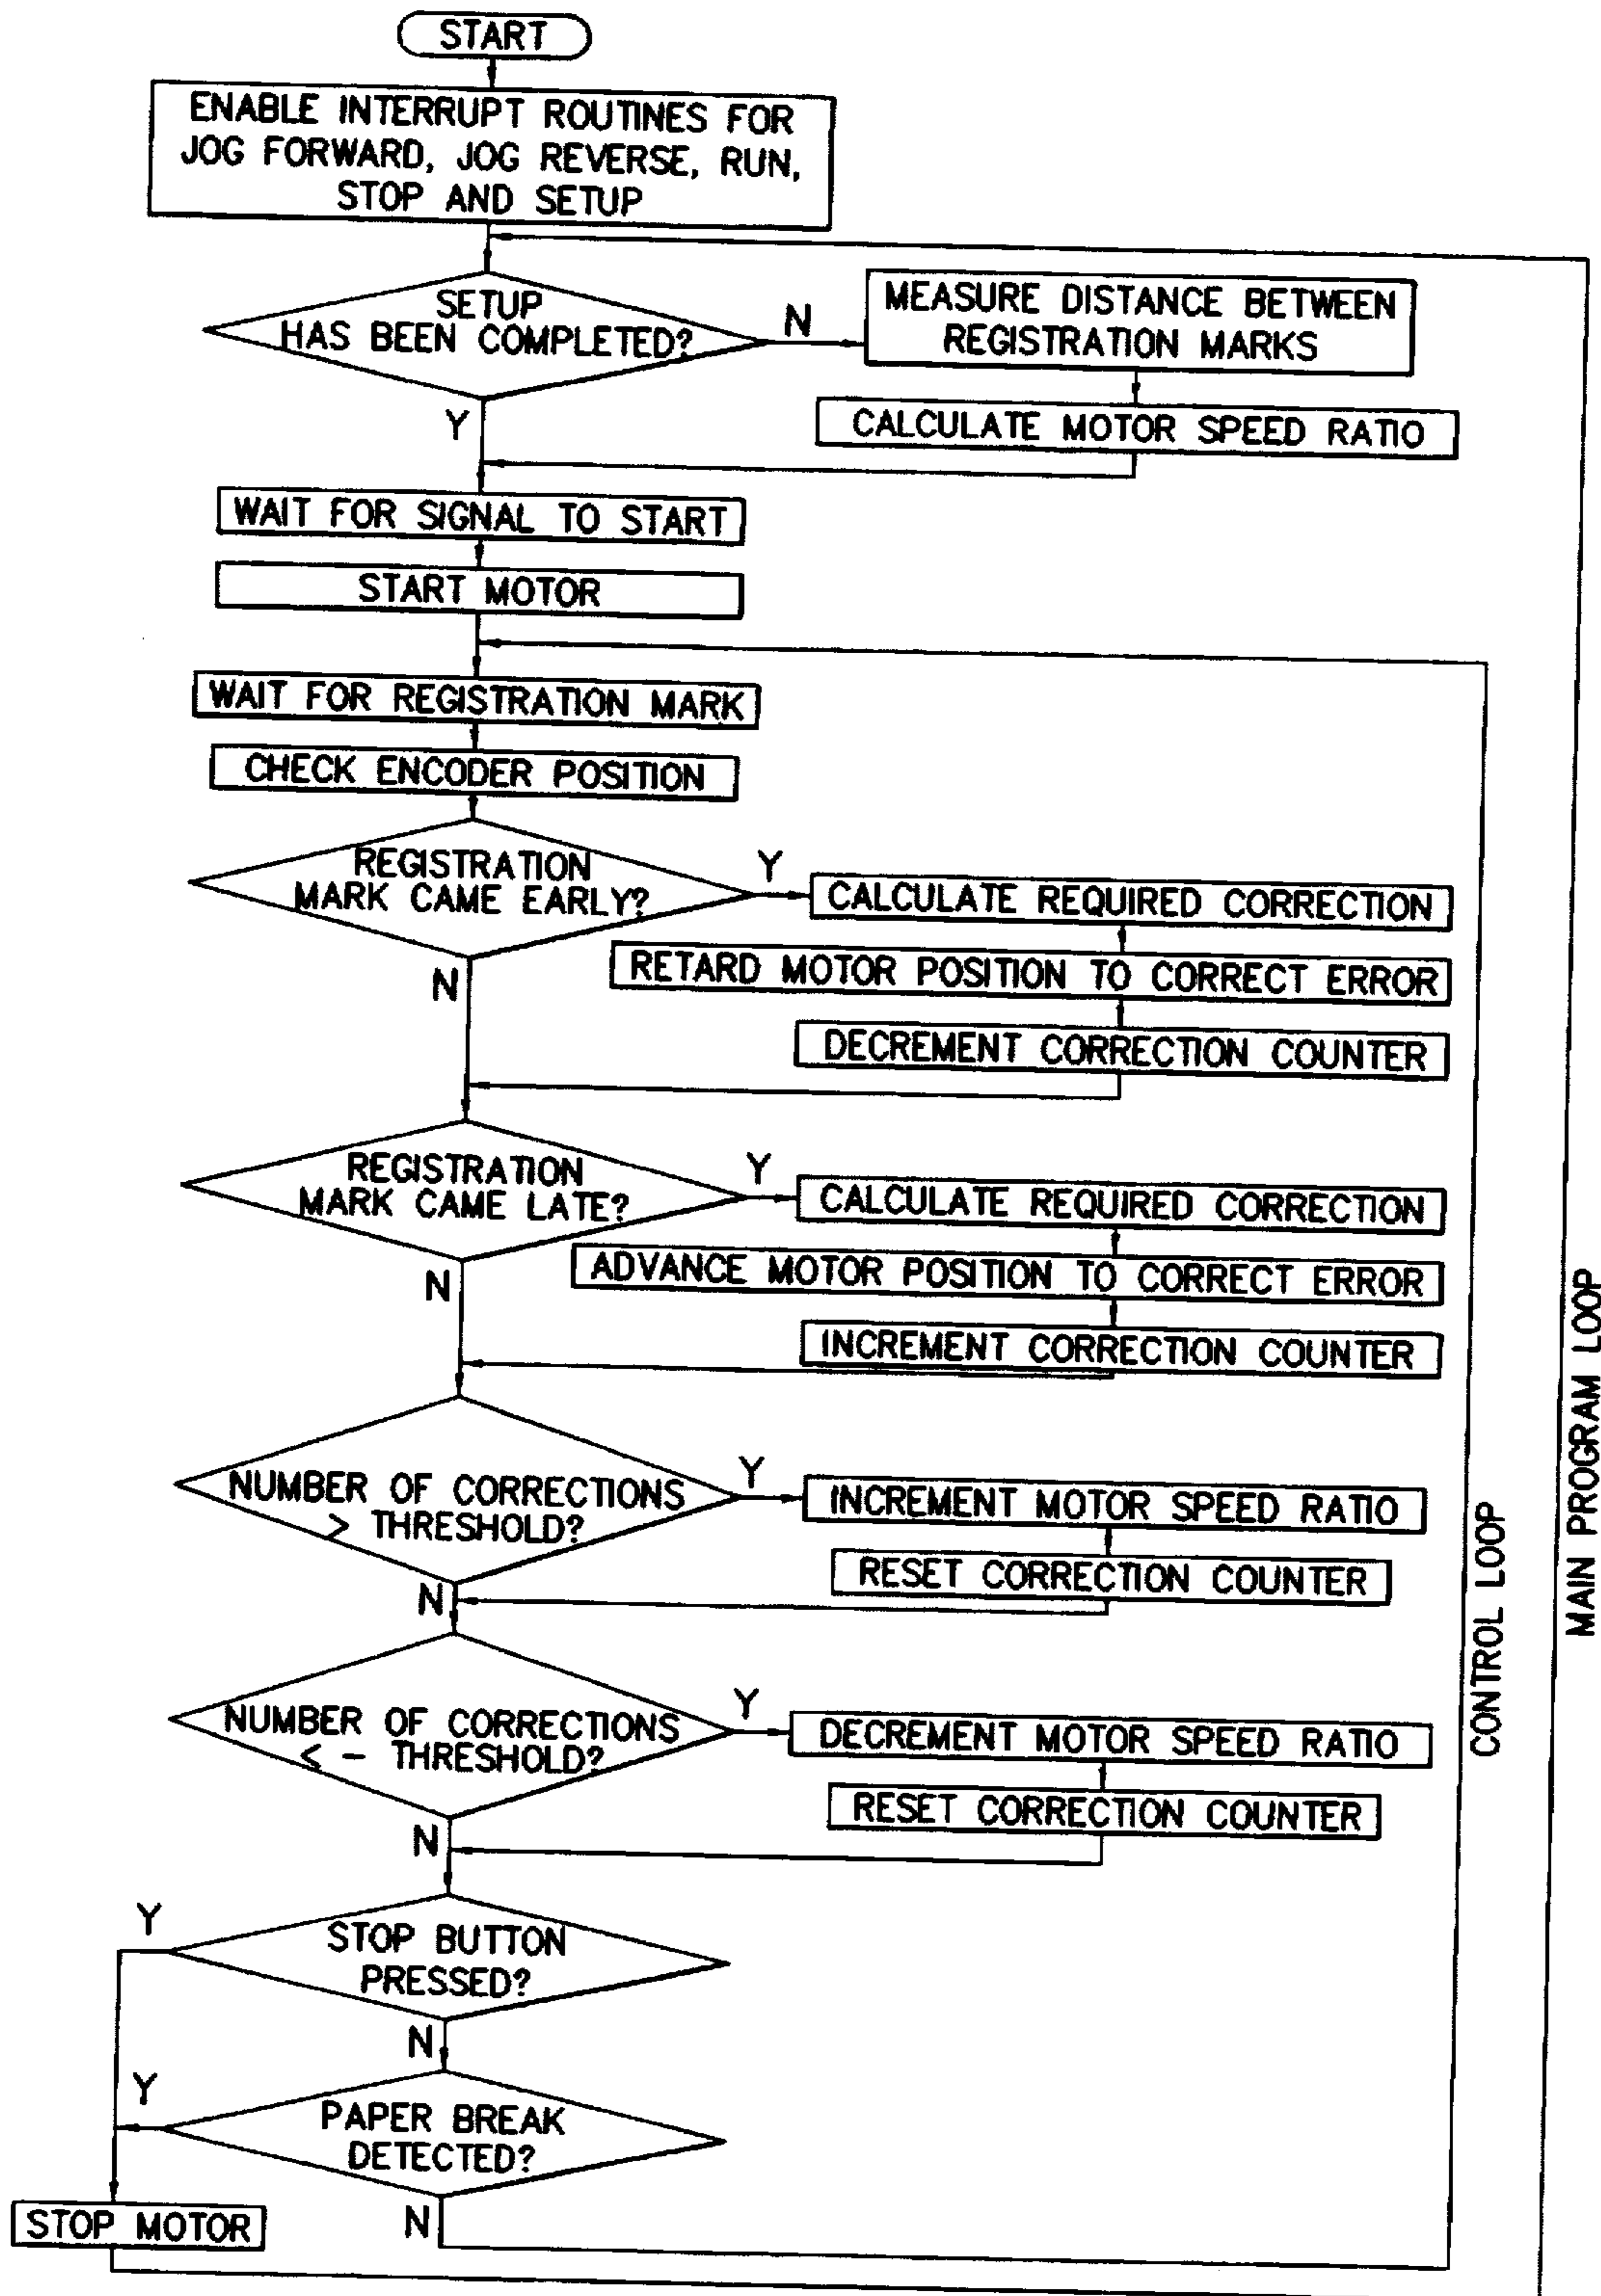 START
ENABLE INTERRUPT ROUTINES FOR
JOG FORWARD, JOG REVERSE, RUN,
STOP AND SETUP
SETUP
HAS BEEN COMPLETED?
N
MEASURE DISTANCE BETWEEN
REGISTRATION MARKS
CALCULATE MOTOR SPEED RATIO
Y
WAIT FOR SIGNAL TO START
START MOTOR
WAIT FOR REGISTRATION MARK
CHECK ENCODER POSITION
REGISTRATION
MARK CAME EARLY?
Y
CALCULATE REQUIRED CORRECTION
RETARD MOTOR POSITION TO CORRECT ERROR
N
DECREMENT CORRECTION COUNTER
REGISTRATION
MARK CAME LATE?
Y
CALCULATE REQUIRED CORRECTION
ADVANCE MOTOR POSITION TO CORRECT ERROR
N
INCREMENT CORRECTION COUNTER
NUMBER OF CORRECTIONS
> THRESHOLD?
Y
INCREMENT MOTOR SPEED RATIO
RESET CORRECTION COUNTER
N
NUMBER OF CORRECTIONS
< - THRESHOLD?
Y
DECREMENT MOTOR SPEED RATIO
RESET CORRECTION COUNTER
N
STOP BUTTON
PRESSED?
Y
N
PAPER BREAK
DETECTED?
Y
N
STOP MOTOR
CONTROL LOOP
MAIN PROGRAM LOOP